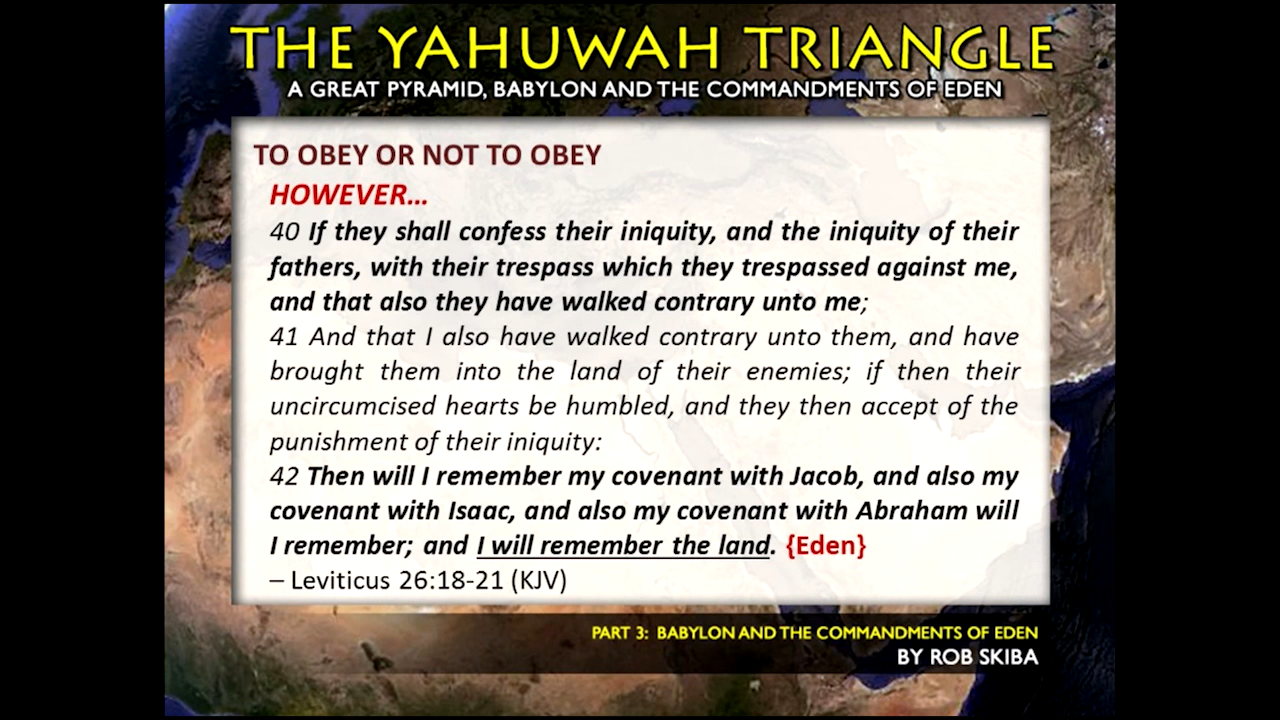 THE YAHUWAH TRIANGLE
A GREAT PYRAMID, BABYLON AND THE COMMANDMENTS OF EDEN
TO OBEY OR NOT TO OBEY
HOWEVER...
40 If they shall confess their iniquity, and the iniquity of their
fathers, with their trespass which they trespassed against me,
and that also they have walked contrary unto me;
41 And that I also have walked contrary unto them, and have
brought them into the land of their enemies; if then their
uncircumcised hearts be humbled, and they then accept of the
punishment of their iniquity:
42 Then will I remember my covenant with Jacob, and also my
covenant with Isaac, and also my covenant with Abraham will
I remember; and I will remember the land. {Eden}
– Leviticus 26:18-21 (KJV)
PART 3: BABYLON AND THE COMMANDMENTS OF EDEN
BY ROB SKIBA